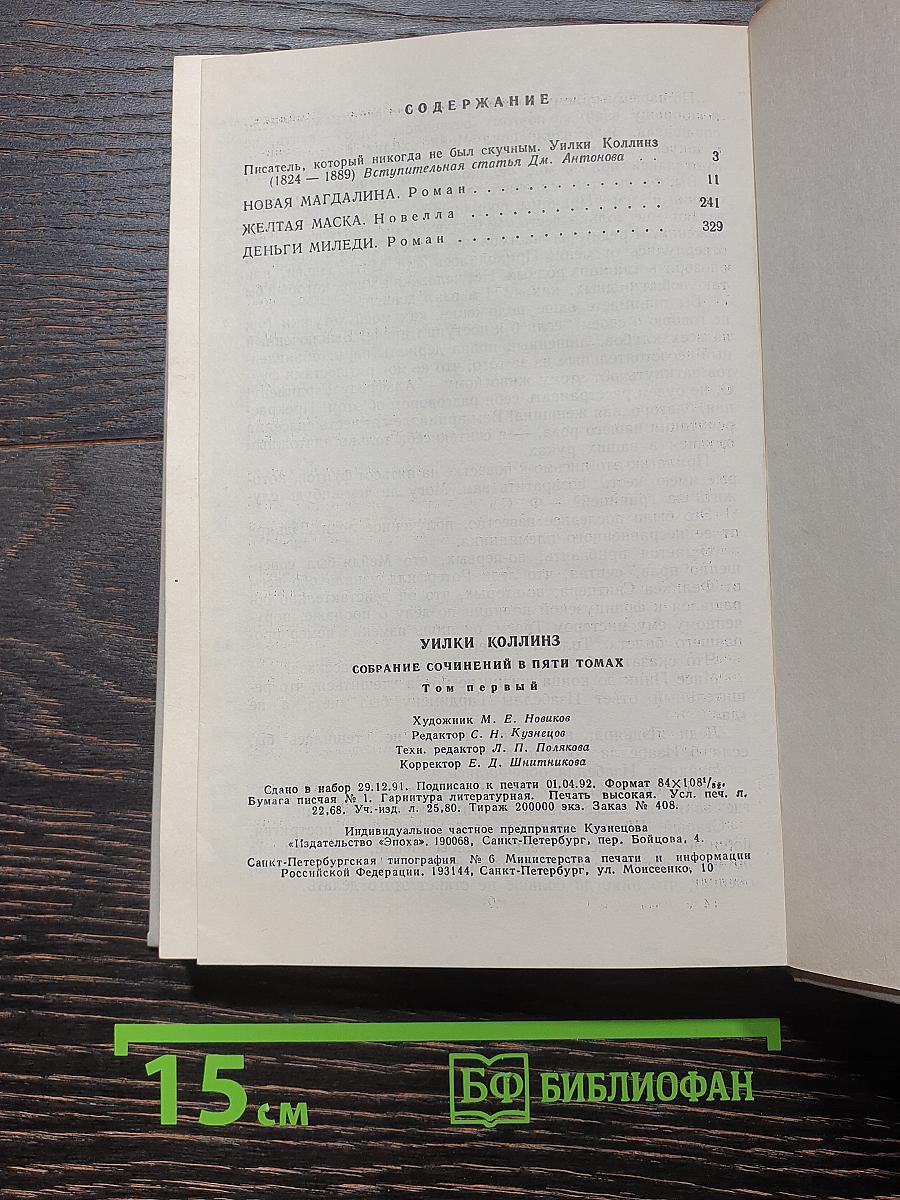 СОДЕРЖАНИЕ
Писатель, который никогда не был скучным. Уилки Коллинз
(1824 — 1889) Вступительная статья Дм. Антонова . . 3
НОВАЯ МАГДАЛИНА. Роман . . . . . . . . . . . . . . 11
ЖЕЛТАЯ МАСКА. Новелла . . . . . . . . . . . . . . 241
ДЕНЬГИ МИЛЕДИ. Роман . . . . . . . . . . . . . . . 329
УИЛКИ КОЛЛИНЗ
СОБРАНИЕ СОЧИНЕНИЙ В ПЯТИ ТОМАХ
Том первый
Художник М. Е. Новиков
Редактор С. Н. Кузнецов
Техн. редактор Л. П. Полякова
Корректор Е. Д. Шнитникова
Сдано в набор 29.12.91. Подписано к печати 01.04.92. Формат 84×108
Бумага писчая № 1. Гарнитура литературная. Печать высокая. Усл. печ. л.
22,68. Уч.-изд. л. 25,80. Тираж 200000 экз. Заказ № 408.
Индивидуальное частное предприятие Кузнецова
«Издательство «Эпоха». 190068, Санкт-Петербург, пер. Бойцова, 4.
Санкт-Петербургская типография № 6 Министерства печати и информации
Российской Федерации. 193144, Санкт-Петербург, ул. Моисеенко, 10
15 см
БФ БИБЛИОФАН